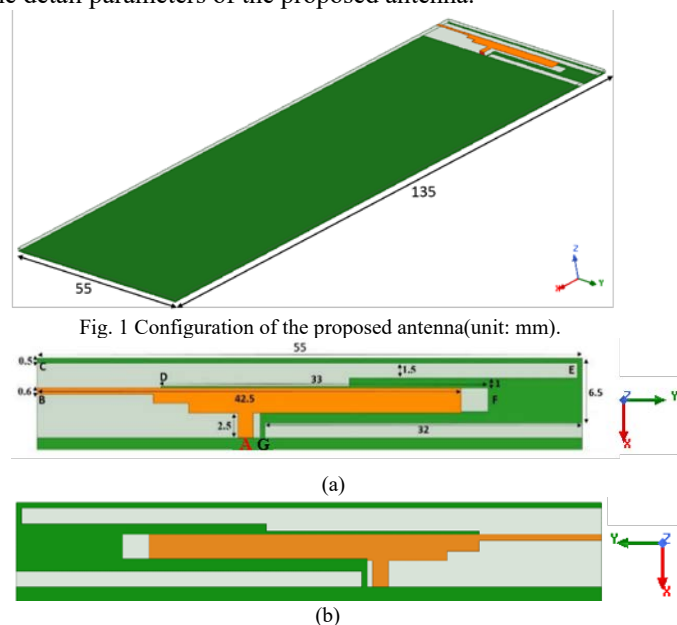 he detail parameters of the proposed antenna.
135
55
Z
X
Y
Fig. 1 Configuration of the proposed antenna(unit: mm).
55
0.5
C
E
1.5
D
33
1
6.5
0.6
B
42.5
F
2.5
32
A G
Z
Y
X
(a)
Y
Z
X
(b)